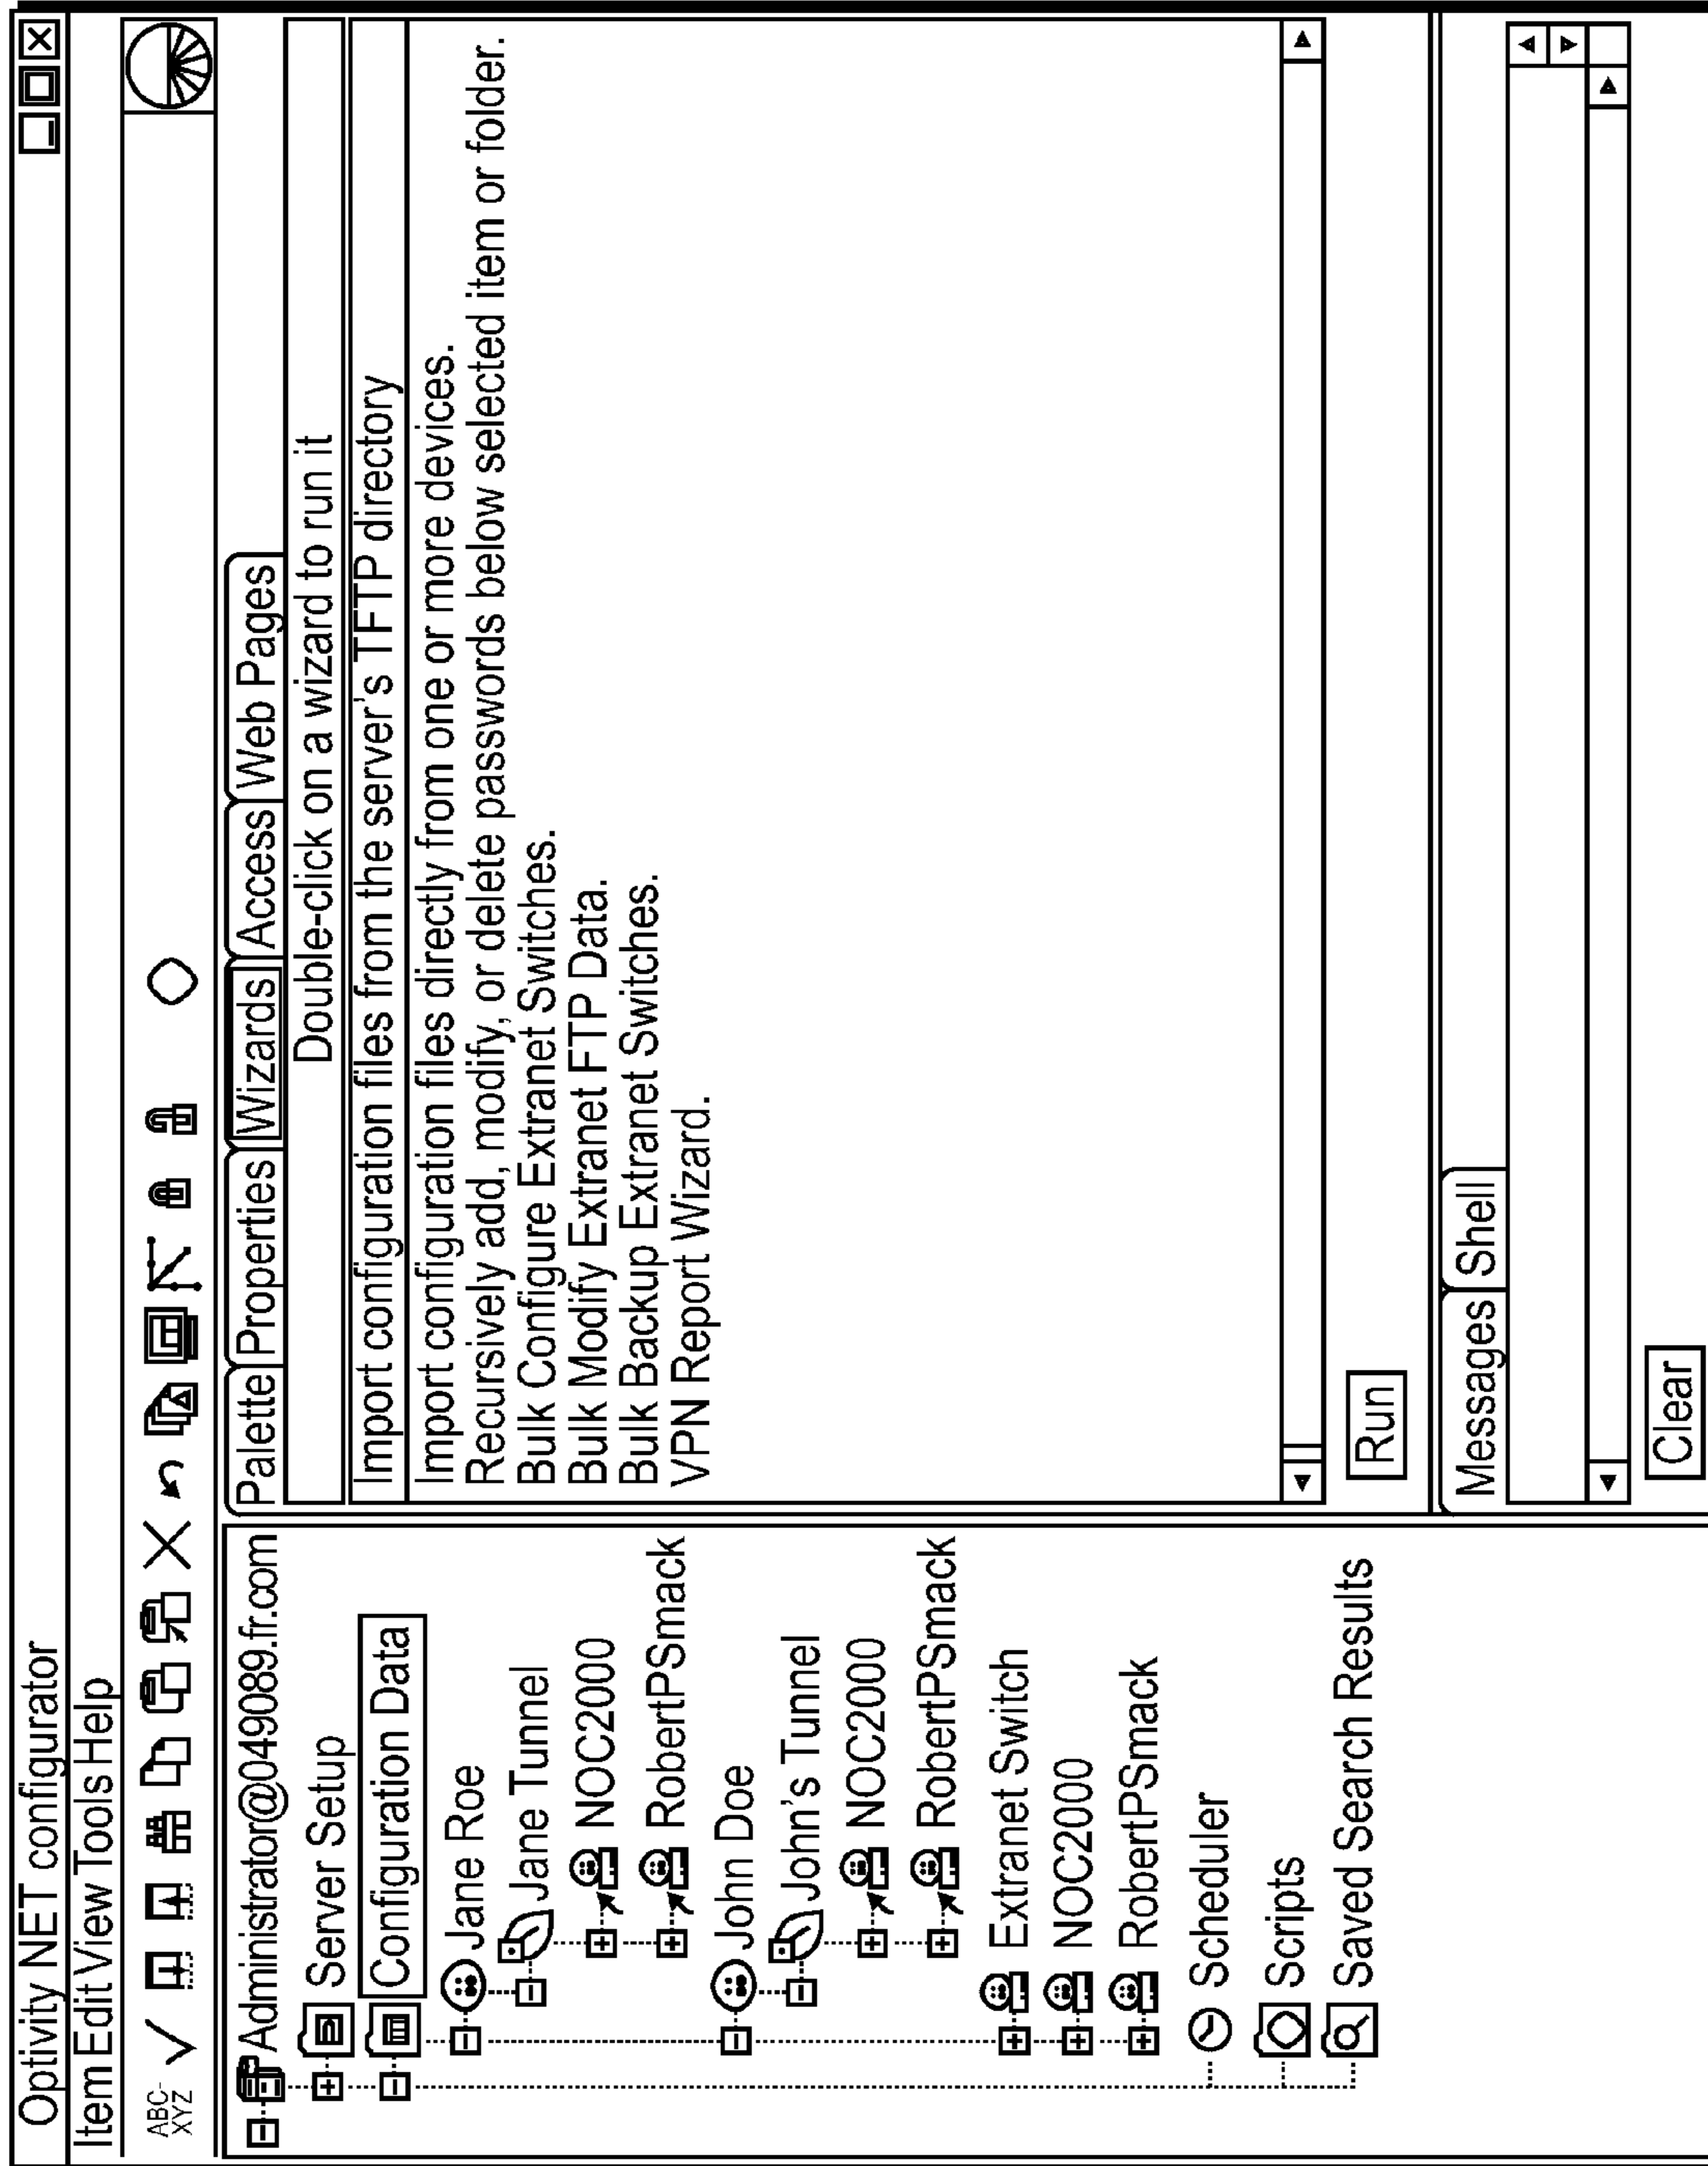 Optivity NET configurator
Item Edit View Tools Help
ABC-
XYZ
Administrator@049089.fr.com
Server Setup
Configuration Data
Jane Roe
Jane Tunnel
NOC2000
RobertPSmack
John Doe
John's Tunnel
NOC2000
RobertPSmack
Extranet Switch
NOC2000
RobertPSmack
Scheduler
Scripts
Saved Search Results
Palette Properties Wizards Access Web Pages
Double-click on a wizard to run it
Import configuration files from the server's TFTP directory
Import configuration files directly from one or more devices.
Recursively add, modify, or delete passwords below selected item or folder.
Bulk Configure Extranet Switches.
Bulk Modify Extranet FTP Data.
Bulk Backup Extranet Switches.
VPN Report Wizard.
Run
Messages Shell
Clear